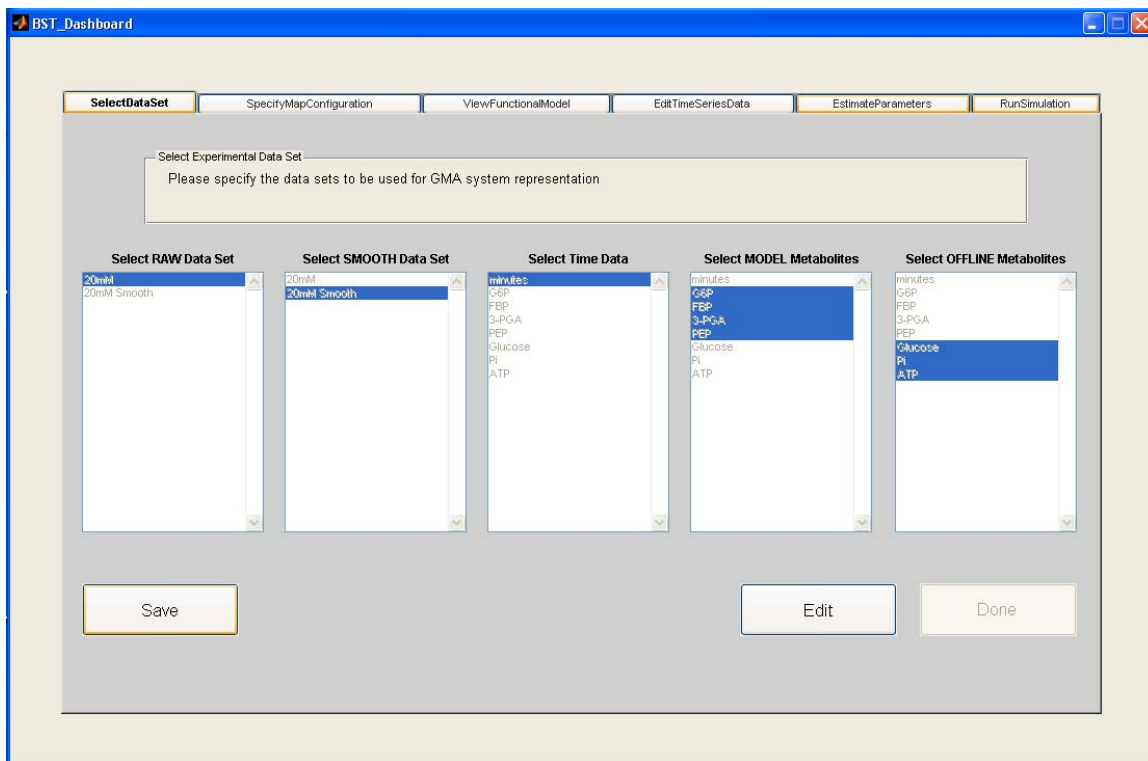 BST_Dashboard
SelectDataSet
SpecifyMapConfiguration
ViewFunctionalModel
EditTimeSeriesData
EstimateParameters
RunSimulation
Select Experimental Data Set
Please specify the data sets to be used for GMA system representation
Select RAW Data Set
20mM
20mM Smooth
Select SMOOTH Data Set
20mM
20mM Smooth
Select Time Data
minutes
G6P
FBP
3-PGA
PEP
Glucose
Pi
ATP
Select MODEL Metabolites
minutes
G6P
FBP
3-PGA
PEP
Glucose
Pi
ATP
Select OFFLINE Metabolites
minutes
G6P
FBP
3-PGA
PEP
Glucose
Pi
ATP
Save
Edit
Done